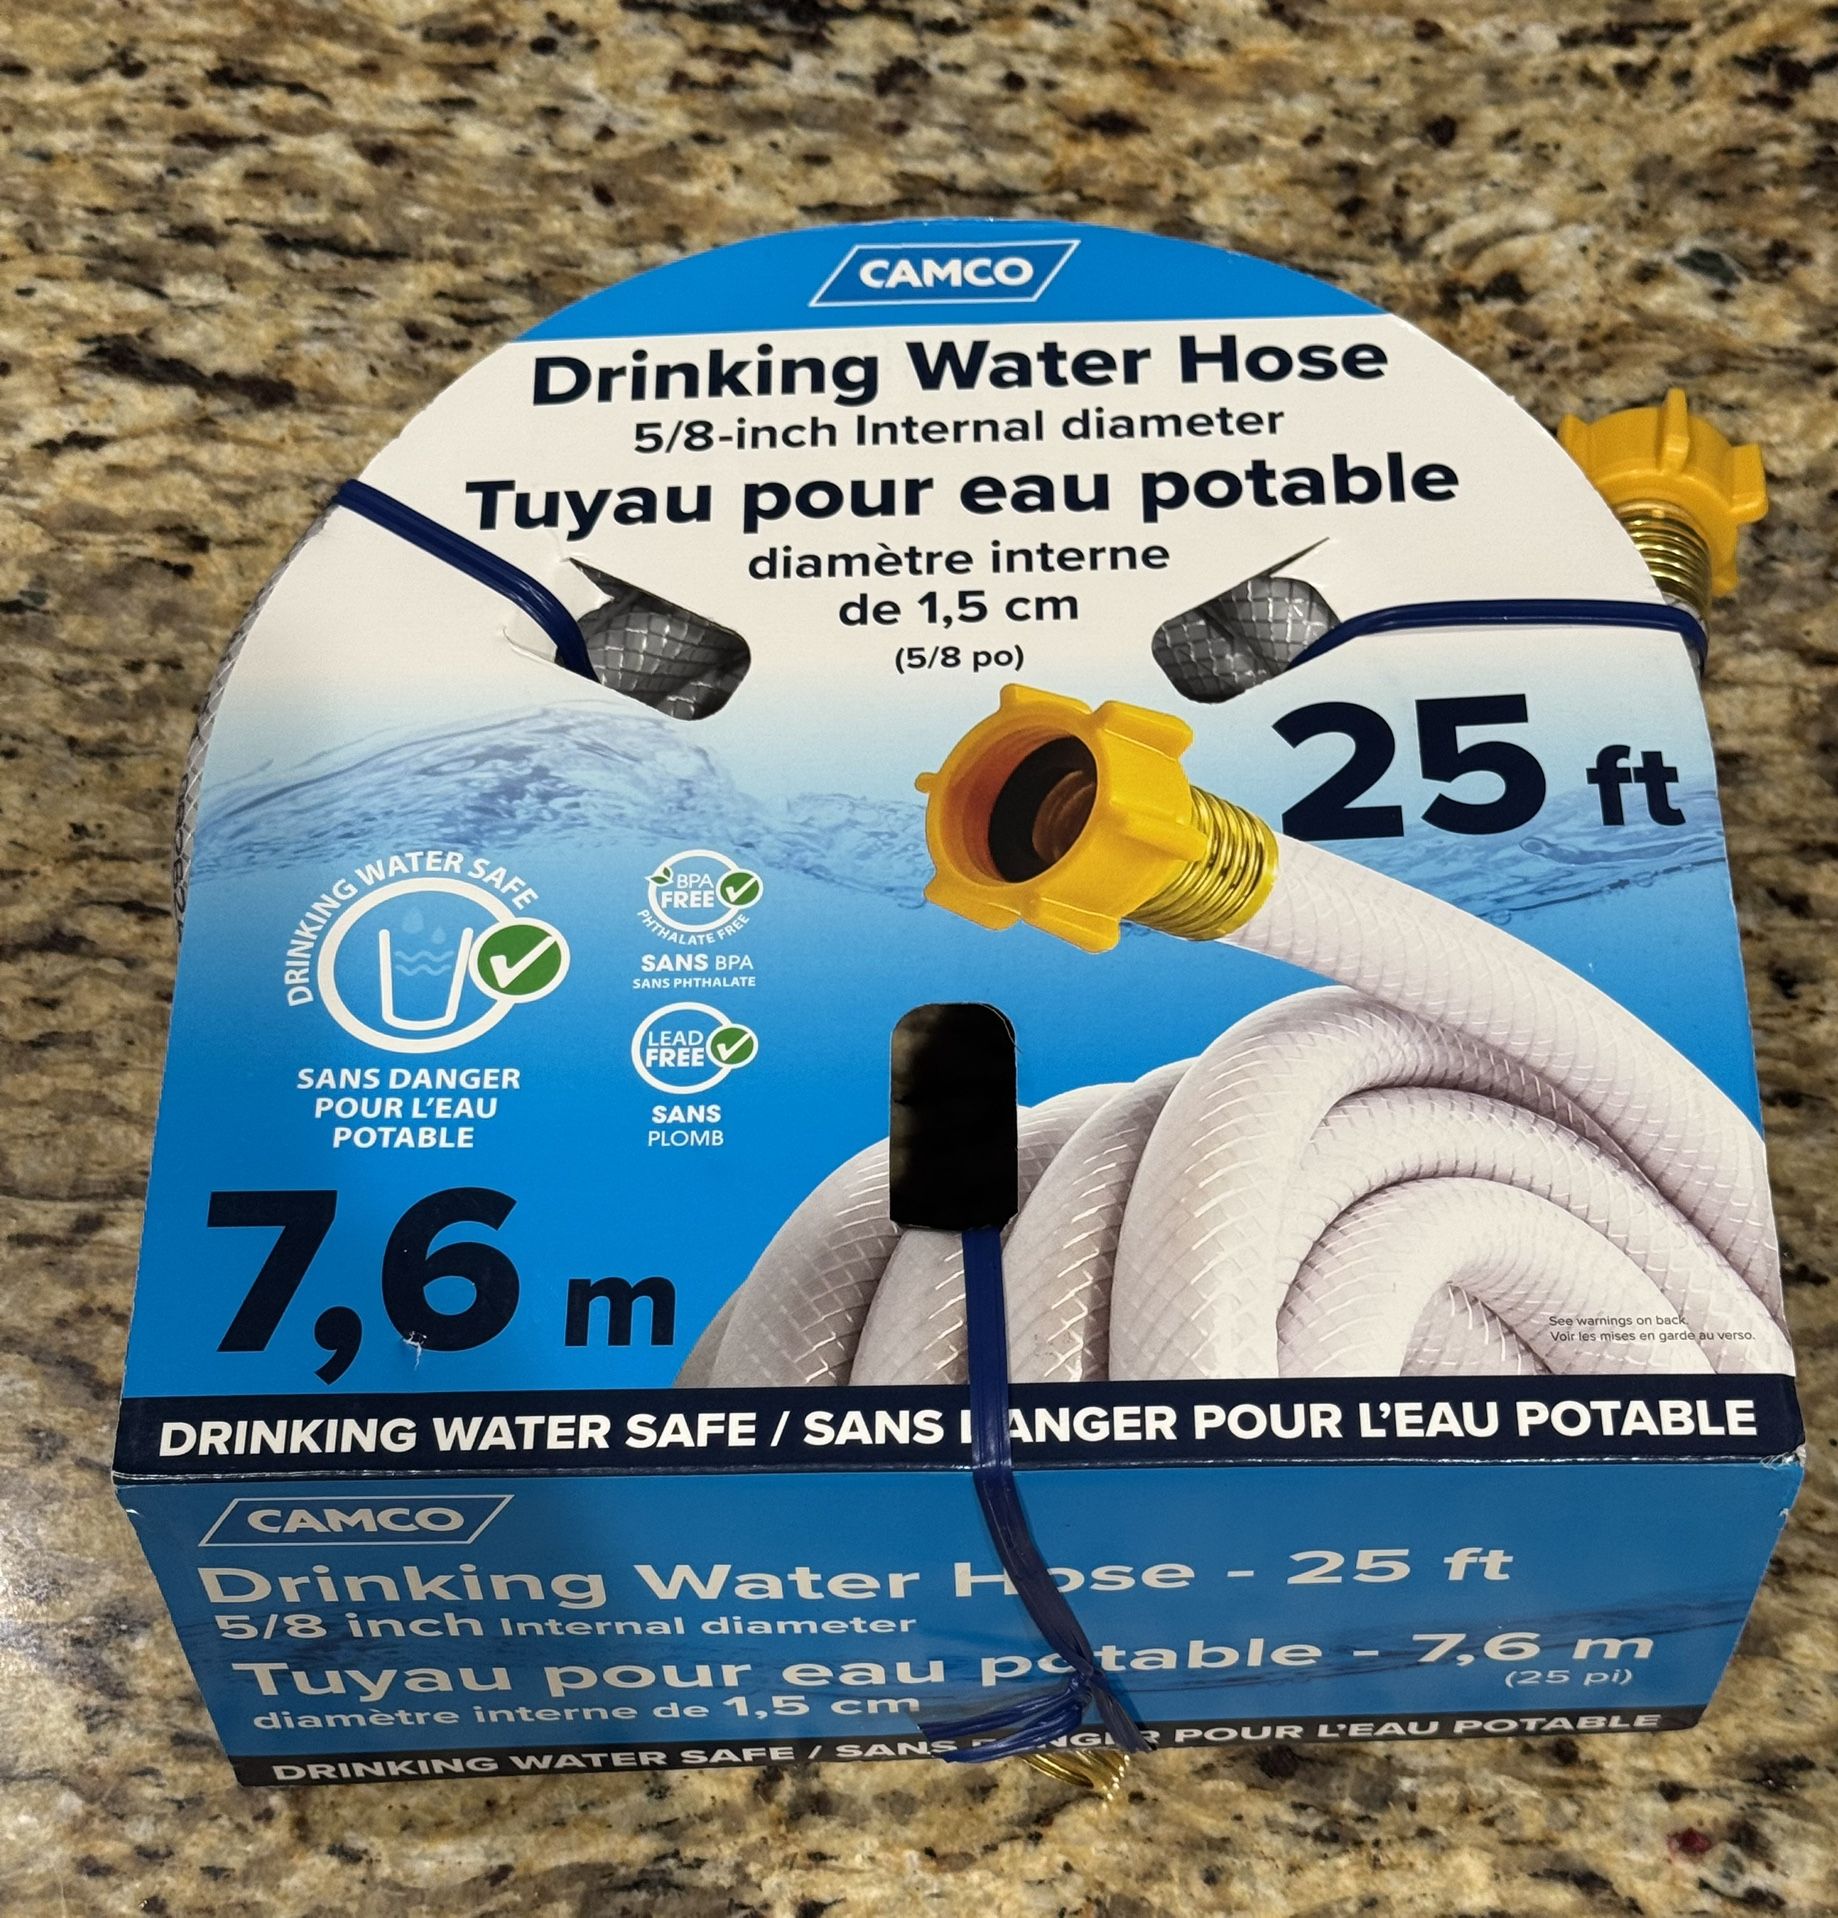 CAMCO
Drinking Water Hose
5/8-inch Internal diameter
Tuyau pour eau potable
diamètre interne
de 1,5 cm
(5/8 po)
25 ft
DRINKING WATER SAFE
SANS DANGER
POUR L'EAU
POTABLE
BPA
FREE
PHTHALATE FREE
SANS BPA
SANS PHTHALATE
LEAD
FREE
SANS
PLOMB
7,6 m
See warnings on back.
Voir les mises en garde au verso.
DRINKING WATER SAFE / SANS DANGER POUR L'EAU POTABLE
CAMCO
Drinking Water Hose - 25 ft
5/8 inch Internal diameter
Tuyau pour eau potable - 7,6 m
(25 pi)
diamètre interne de 1,5 cm
DRINKING WATER SAFE / SANS DANGER POUR L'EAU POTABLE